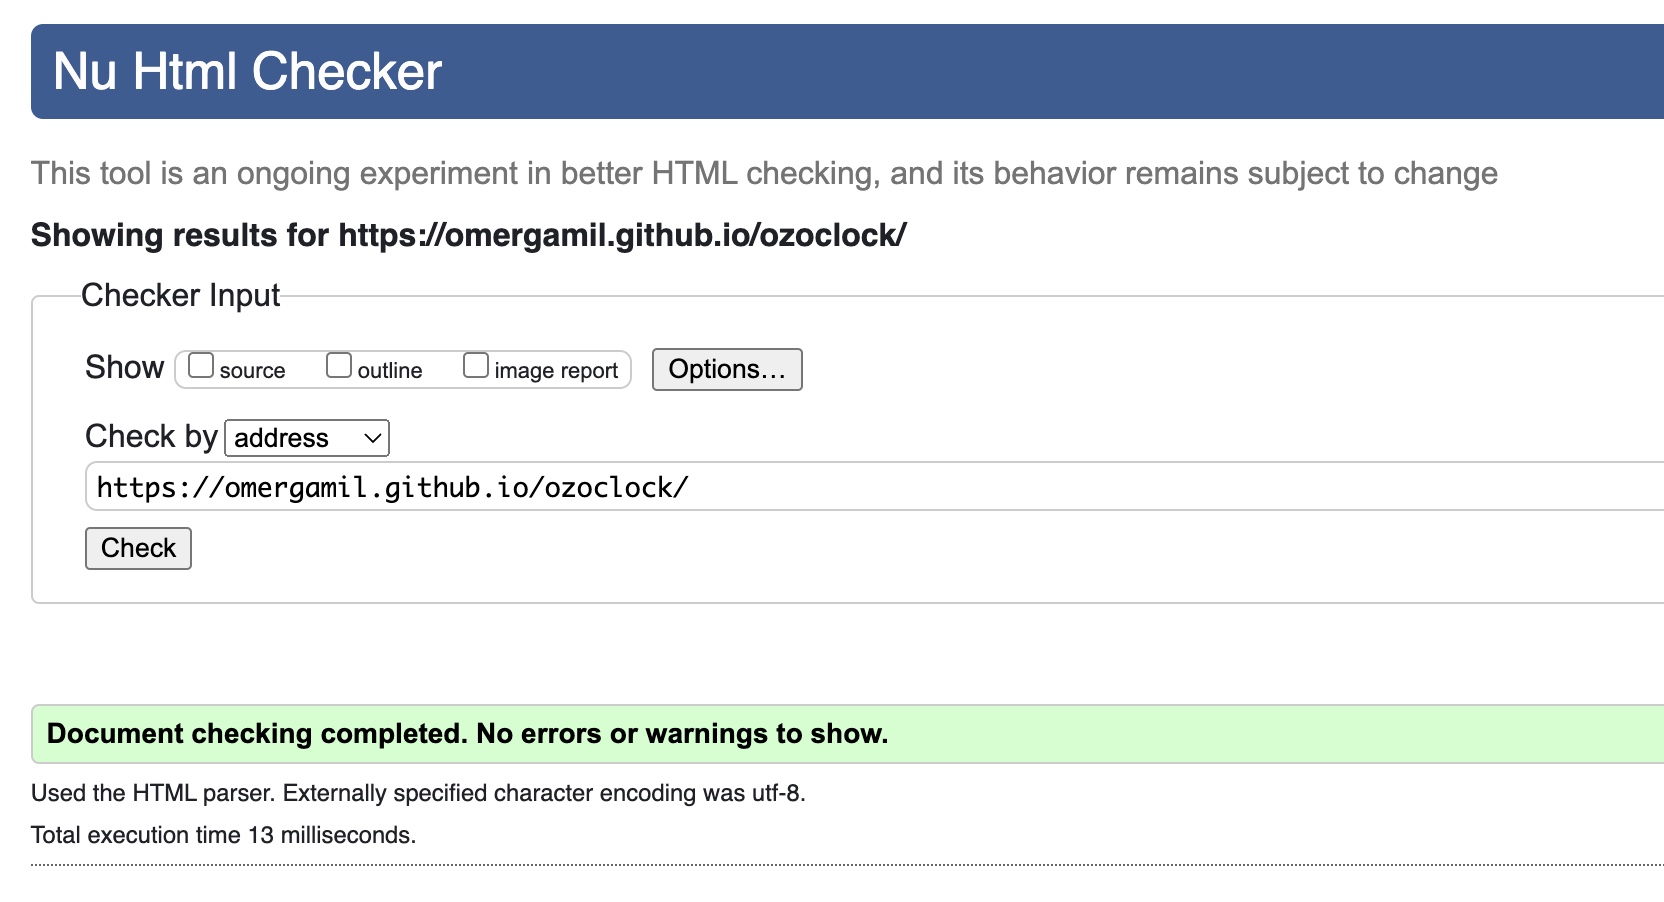 Nu Html Checker
This tool is an ongoing experiment in better HTML checking, and its behavior remains subject to change
Showing results for https://omergamil.github.io/ozoclock/
Checker Input
Show source outline image report Options…
Check by address
https://omergamil.github.io/ozoclock/
Check
Document checking completed. No errors or warnings to show.
Used the HTML parser. Externally specified character encoding was utf-8.
Total execution time 13 milliseconds.